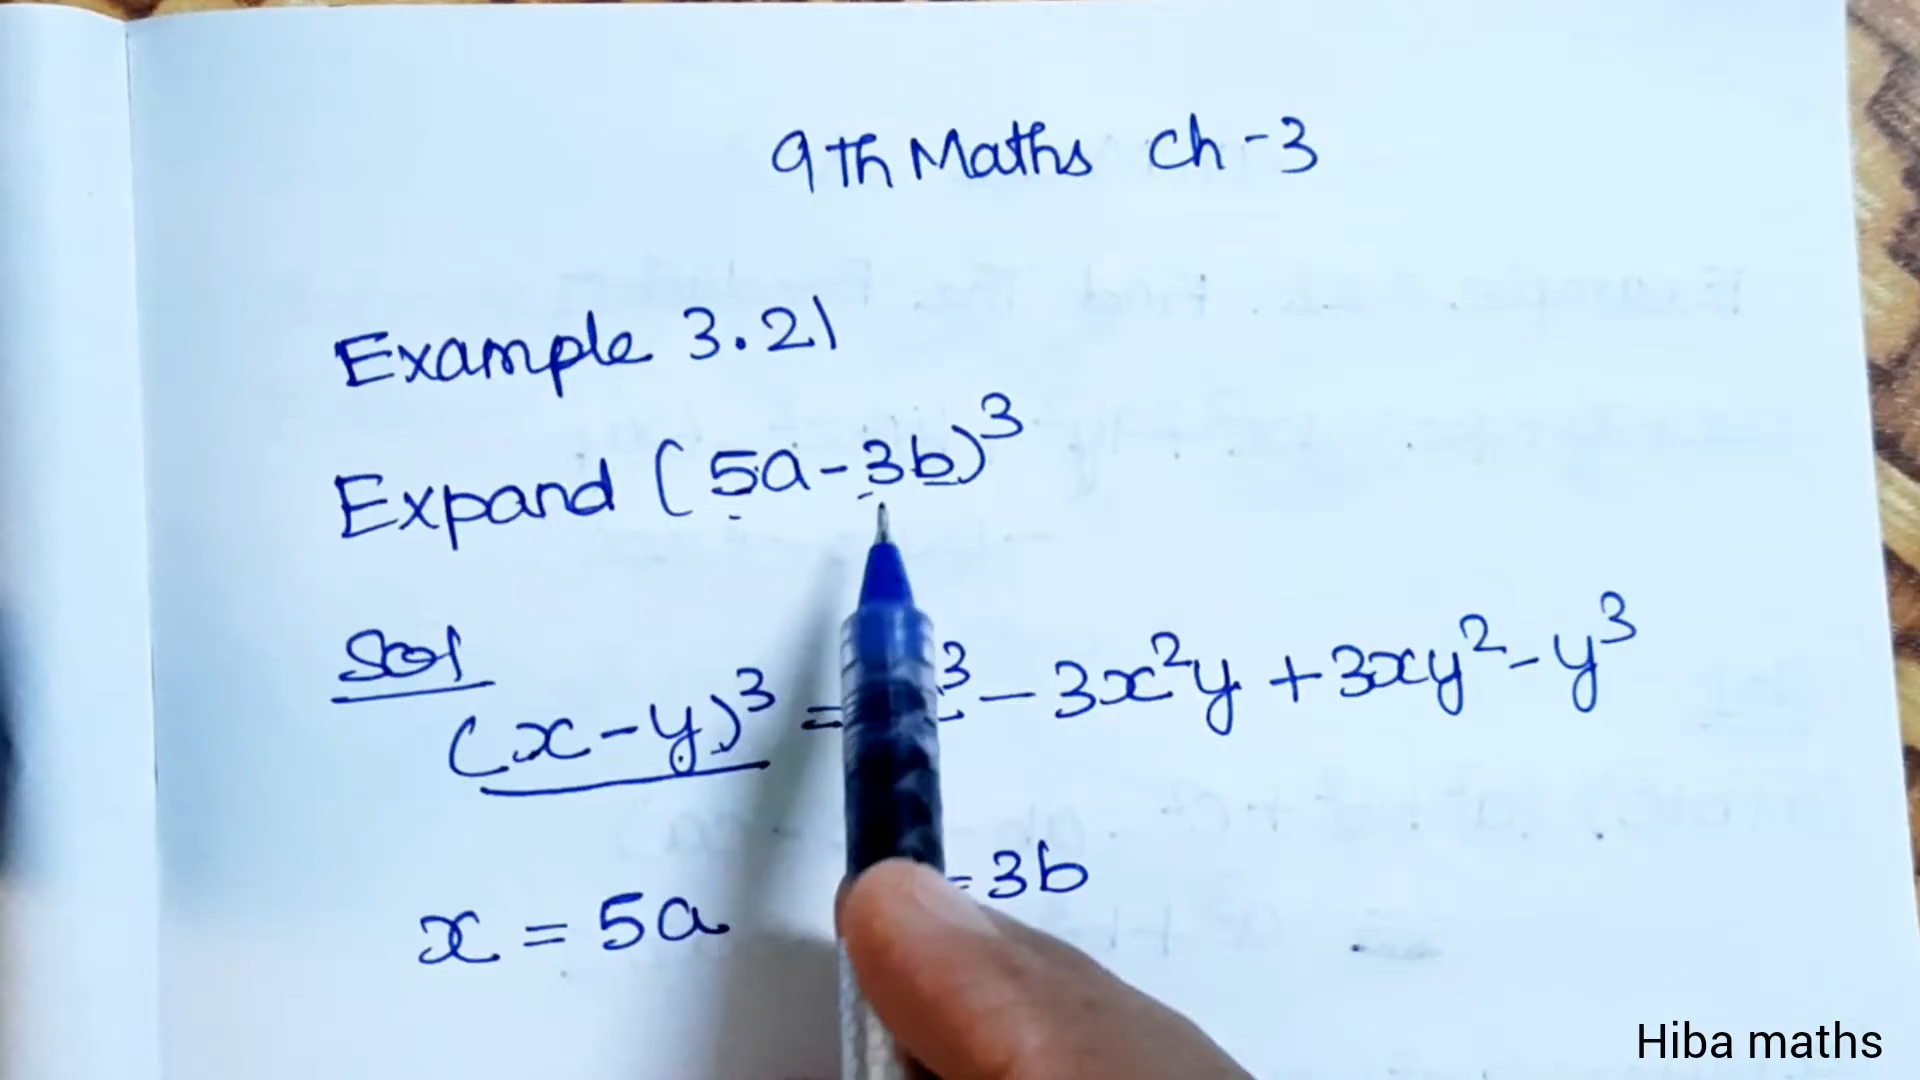 9th Maths Ch-3
Example 3.21
Expand (5a-3b)³
Sol
(x-y)³ = ³ - 3x²y + 3xy² - y³
x = 5a = 3b
Hiba maths